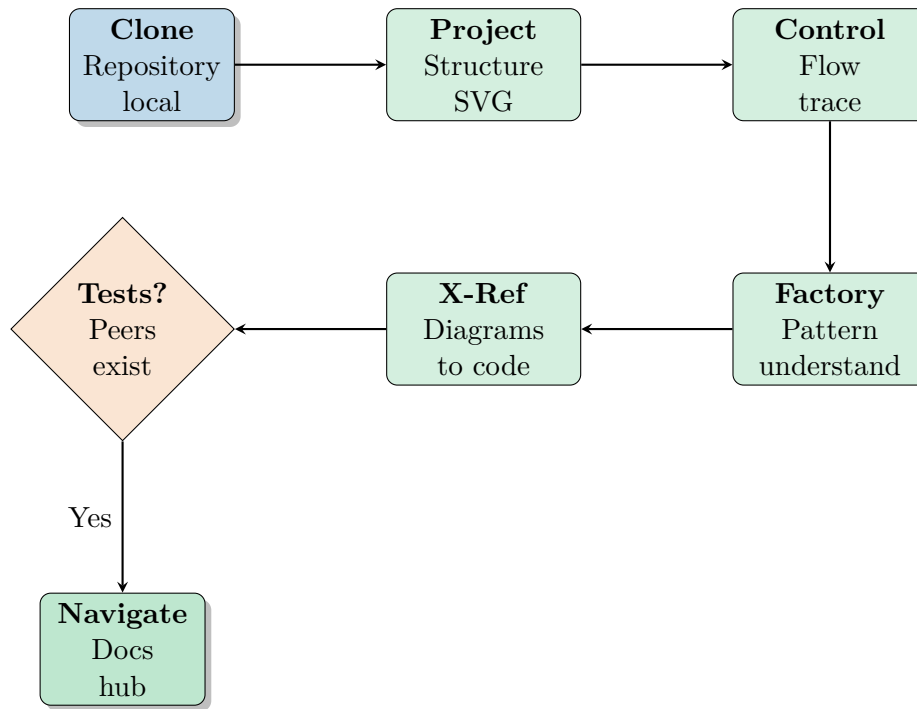 Clone
Repository
local
Project
Structure
SVG
Control
Flow
trace
Factory
Pattern
understand
X-Ref
Diagrams
to code
Tests?
Peers
exist
Yes
Navigate
Docs
hub